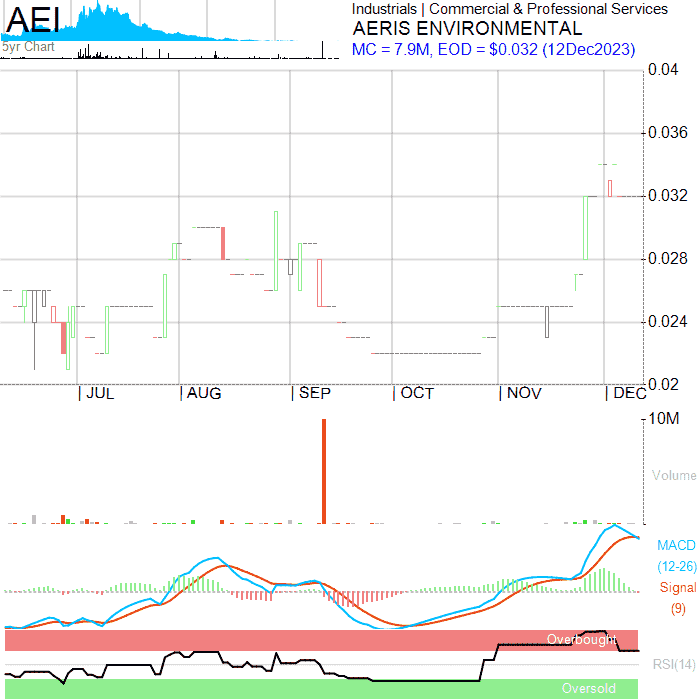 AEI
5yr Chart
Industrials | Commercial & Professional Services
AERIS ENVIRONMENTAL
MC = 7.9M, EOD = $0.032 (12Dec2023)
0.04
0.036
0.032
0.028
0.024
0.02
| JUL | AUG | SEP | OCT | NOV | DEC
10M
Volume
MACD
(12-26)
Signal
(9)
Overbought
RSI(14)
Oversold